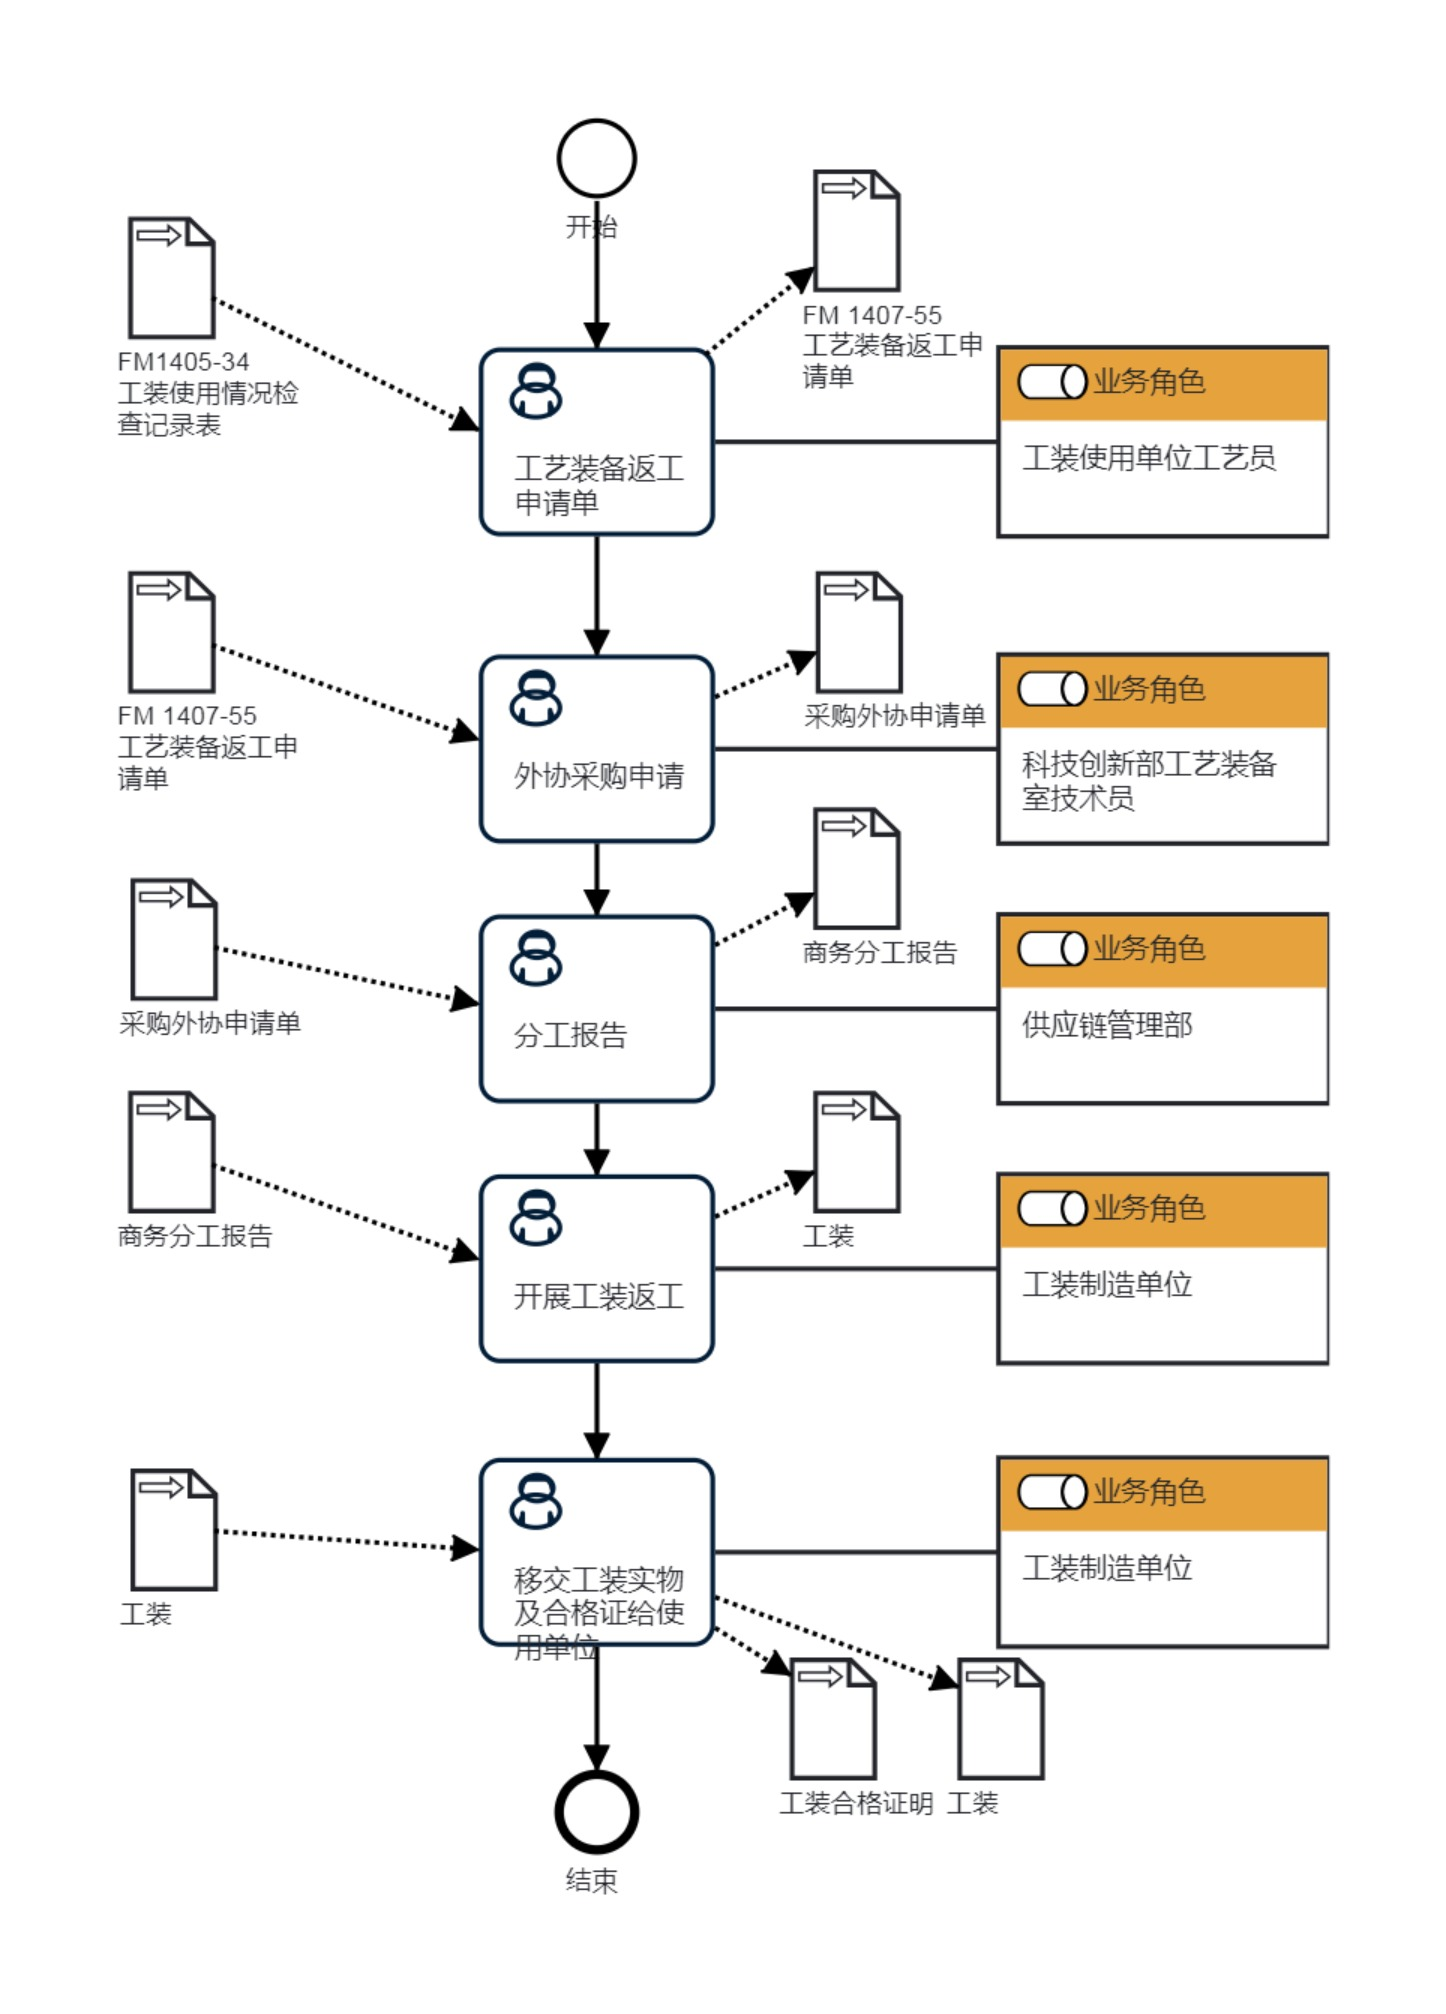 开始
FM1405-34
工装使用情况检
查记录表
FM 1407-55
工艺装备返工申
请单
工艺装备返工
申请单
业务角色
工装使用单位工艺员
FM 1407-55
工艺装备返工申
请单
外协采购申请
采购外协申请单
业务角色
科技创新部工艺装备
室技术员
采购外协申请单
分工报告
商务分工报告
业务角色
供应链管理部
商务分工报告
开展工装返工
工装
业务角色
工装制造单位
工装
移交工装实物
及合格证给使
用单位
业务角色
工装制造单位
工装合格证明
工装
结束